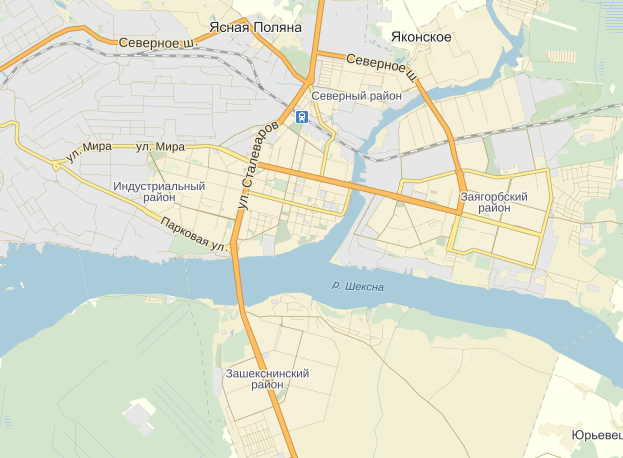 Ясная Поляна
Северное ш.
Яконское
Северное ш.
Северный район
ул. Сталеваров
ул. Мира
ул. Мира
Индустриальный
район
Заягорбский
район
Парковая ул.
р. Шексна
Зашекснинский
район
Юрьевец